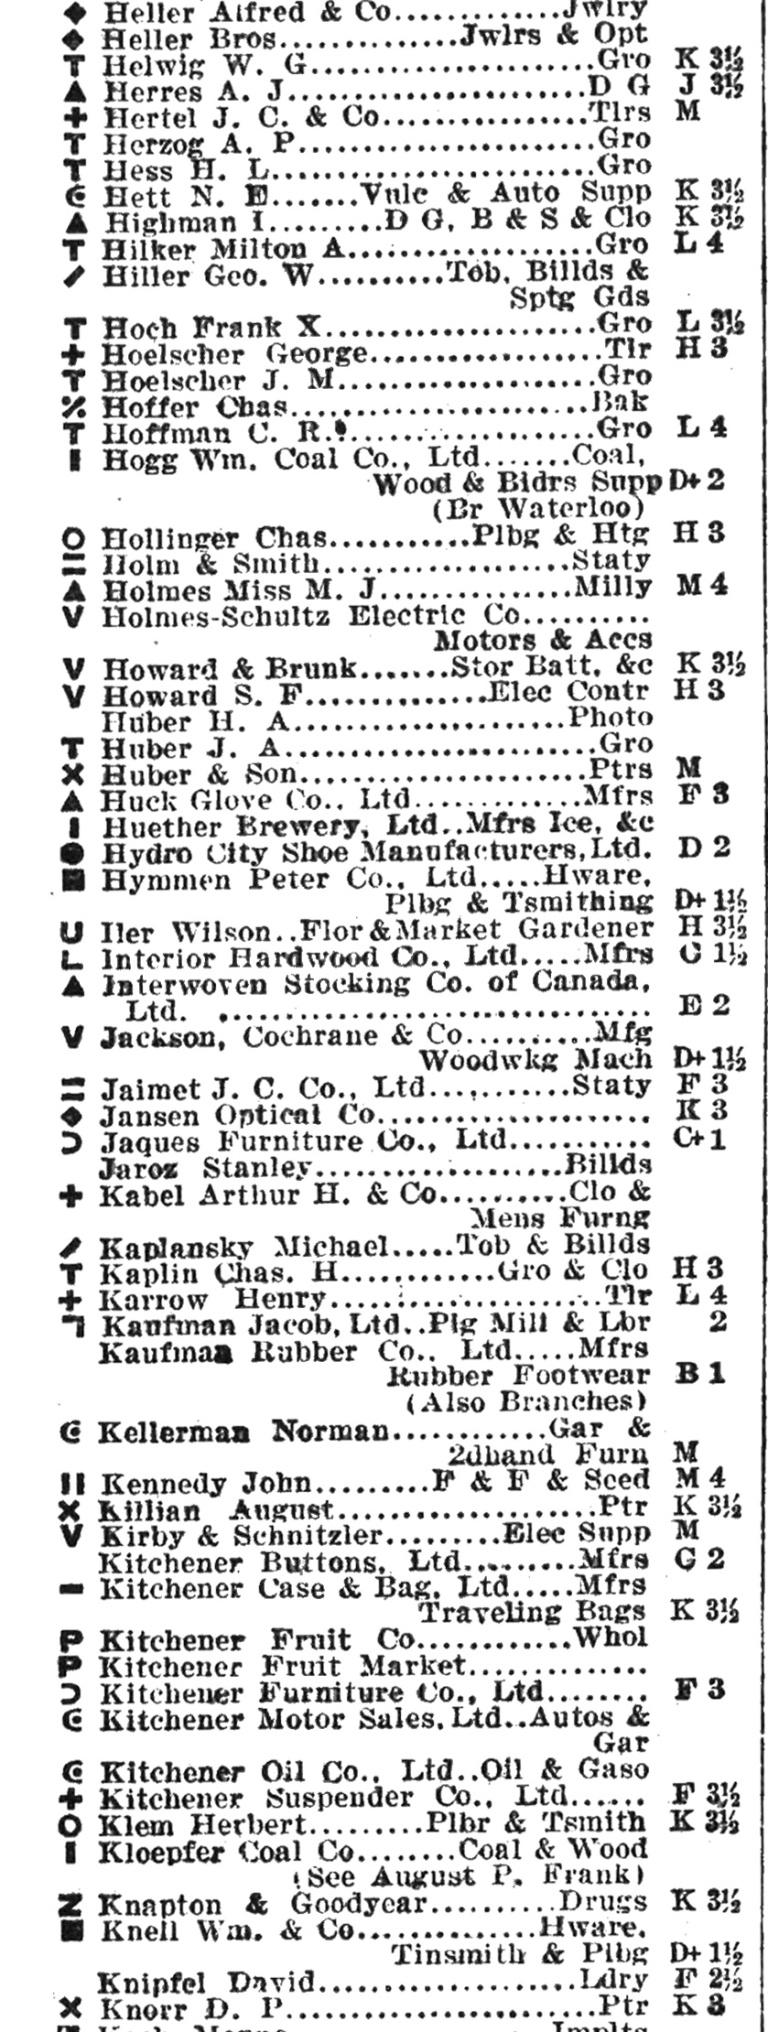 ◆ Heller Alfred & Co.............Jwlry
◆ Heller Bros..............Jwlrs & Opt
T Helwig W. G......................Gro K 3½
▲ Herres A. J.......................D G J 3½
+ Hertel J. C. & Co................Tlrs M
T Herzog A. P.......................Gro
T Hess H. L.........................Gro
Hett N. E........Vulc & Auto Supp K 3½
▲ Highman I.........D G, B & S & Clo K 3½
T Hilker Milton A...................Gro L 4
Hiller Geo. W..........Tob, Billds &
Sptg Gds
T Hoch Frank X.....................Gro L 3½
+ Hoelscher George..................Tlr H 3
T Hoelscher J. M....................Gro
% Hoffer Chas.......................Bak
T Hoffman C. R.....................Gro L 4
I Hogg Wm. Coal Co., Ltd.......Coal,
Wood & Bldrs Supp D+ 2
(Br Waterloo)
O Hollinger Chas...........Plbg & Htg H 3
= Holm & Smith...................Staty
▲ Holmes Miss M. J...............Milly M 4
V Holmes-Schultz Electric Co..........
Motors & Accs
V Howard & Brunk.......Stor Batt, &c K 3½
V Howard S. F..............Elec Contr H 3
Huber H. A.....................Photo
T Huber J. A........................Gro
X Huber & Son......................Ptrs M
▲ Huck Glove Co., Ltd.............Mfrs F 3
I Huether Brewery, Ltd..Mfrs Ice, &c
● Hydro City Shoe Manufacturers, Ltd. D 2
■ Hymmen Peter Co., Ltd.....Hware,
Plbg & Tsmithing D+ 1½
U Iler Wilson..Flor & Market Gardener H 3½
L Interior Hardwood Co., Ltd.....Mfrs G 1½
▲ Interwoven Stocking Co. of Canada,
Ltd. ................................. E 2
V Jackson, Cochrane & Co..........Mfg
Woodwkg Mach D+ 1½
= Jaimet J. C. Co., Ltd...........Staty F 3
◆ Jansen Optical Co..................... K 3
Jaques Furniture Co., Ltd........... C+ 1
Jaroz Stanley...................Billds
+ Kabel Arthur H. & Co..........Clo &
Mens Furng
Kaplansky Michael.....Tob & Billds
T Kaplin Chas. H............Gro & Clo H 3
+ Karrow Henry.....................Tlr L 4
Kaufman Jacob, Ltd..Plg Mill & Lbr 2
Kaufman Rubber Co., Ltd.....Mfrs
Rubber Footwear B 1
(Also Branches)
Kellerman Norman............Gar &
2dhand Furn M
II Kennedy John.........F & F & Seed M 4
X Killian August.....................Ptr K 3½
V Kirby & Schnitzler.........Elec Supp M
Kitchener Buttons, Ltd.........Mfrs G 2
Kitchener Case & Bag, Ltd.....Mfrs
Traveling Bags K 3½
P Kitchener Fruit Co............Whol
P Kitchener Fruit Market..............
Kitchener Furniture Co., Ltd........ F 3
Kitchener Motor Sales, Ltd..Autos &
Gar
Kitchener Oil Co., Ltd..Oil & Gaso
+ Kitchener Suspender Co., Ltd...... F 3½
O Klem Herbert.........Plbr & Tsmith K 3½
I Kloepfer Coal Co........Coal & Wood
(See August P. Frank)
Z Knapton & Goodyear..........Drugs K 3½
■ Knell Wm. & Co..............Hware,
Tinsmith & Plbg D+ 1½
Knipfel David....................Ldry F 2½
X Knorr D. P........................Ptr K 3
Implts